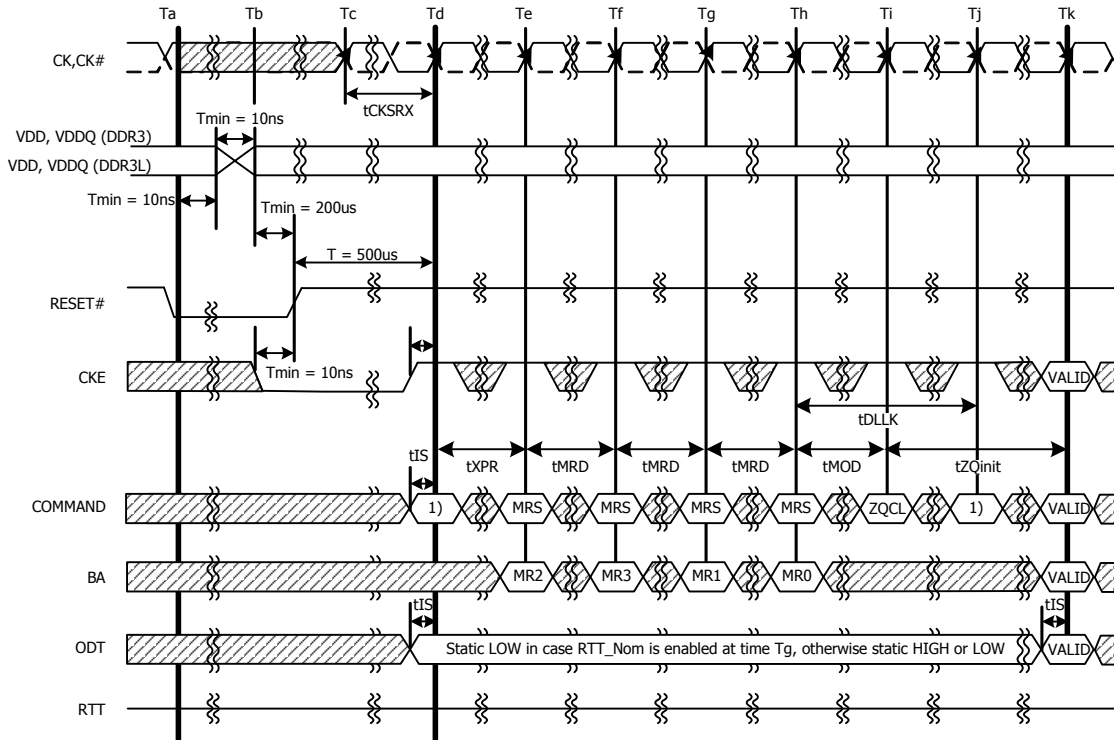 Ta Tb Tc Td Te Tf Tg Th Ti Tj Tk
CK,CK#
tCKSRX
Tmin = 10ns
VDD, VDDQ (DDR3)
VDD, VDDQ (DDR3L)
Tmin = 10ns
Tmin = 200us
T = 500us
RESET#
Tmin = 10ns
CKE
VALID
tDLLK
tIS
tXPR tMRD tMRD tMRD tMOD tZQinit
COMMAND
1) MRS MRS MRS MRS ZQCL 1) VALID
BA
MR2 MR3 MR1 MR0 VALID
tIS
tIS
ODT
Static LOW in case RTT_Nom is enabled at time Tg, otherwise static HIGH or LOW
VALID
RTT